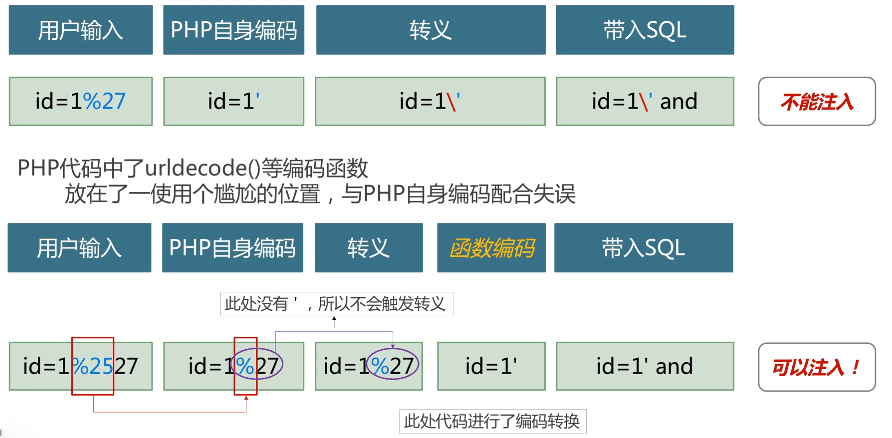 用户输入 PHP自身编码 转义 带入SQL
id=1%27 id=1' id=1\' id=1\' and 不能注入
PHP代码中了urldecode()等编码函数
放在了一使用个尴尬的位置，与PHP自身编码配合失误
用户输入 PHP自身编码 转义 函数编码 带入SQL
此处没有 ' ，所以不会触发转义
id=1%2527 id=1%27 id=1%27 id=1' id=1' and 可以注入！
此处代码进行了编码转换